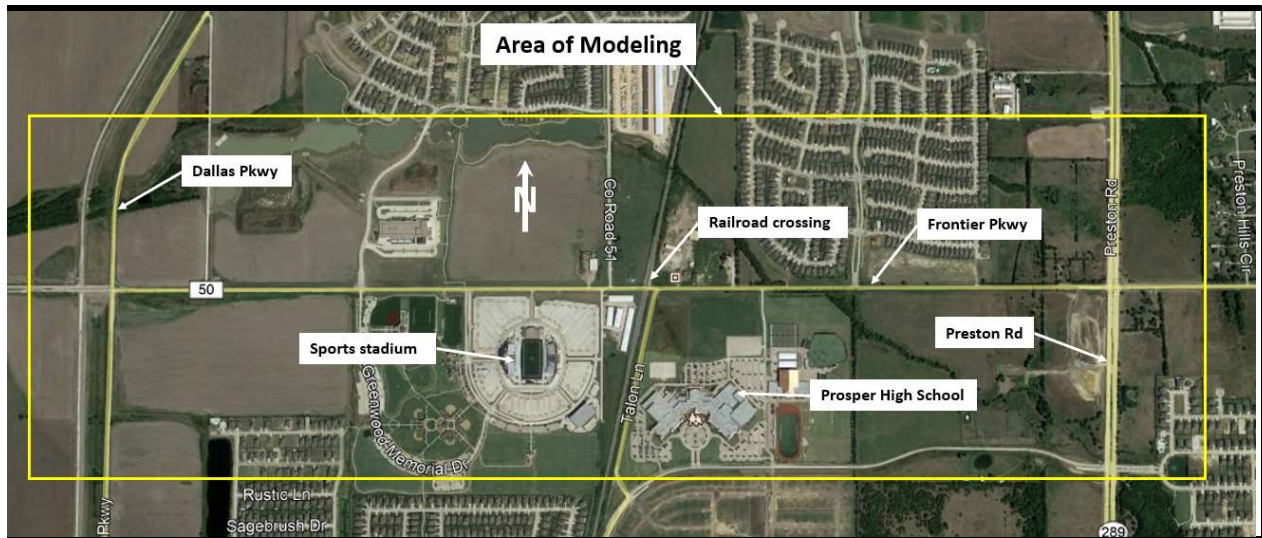 Area of Modeling
Dallas Pkwy
N
Co Road 51
Railroad crossing
Frontier Pkwy
Preston Rd
Preston Hills Cir
50
Sports stadium
Preston Rd
Talon Ln
Prosper High School
Greenwood Memorial Dr
Rustic Ln
Sagebrush Dr
Pkwy
289